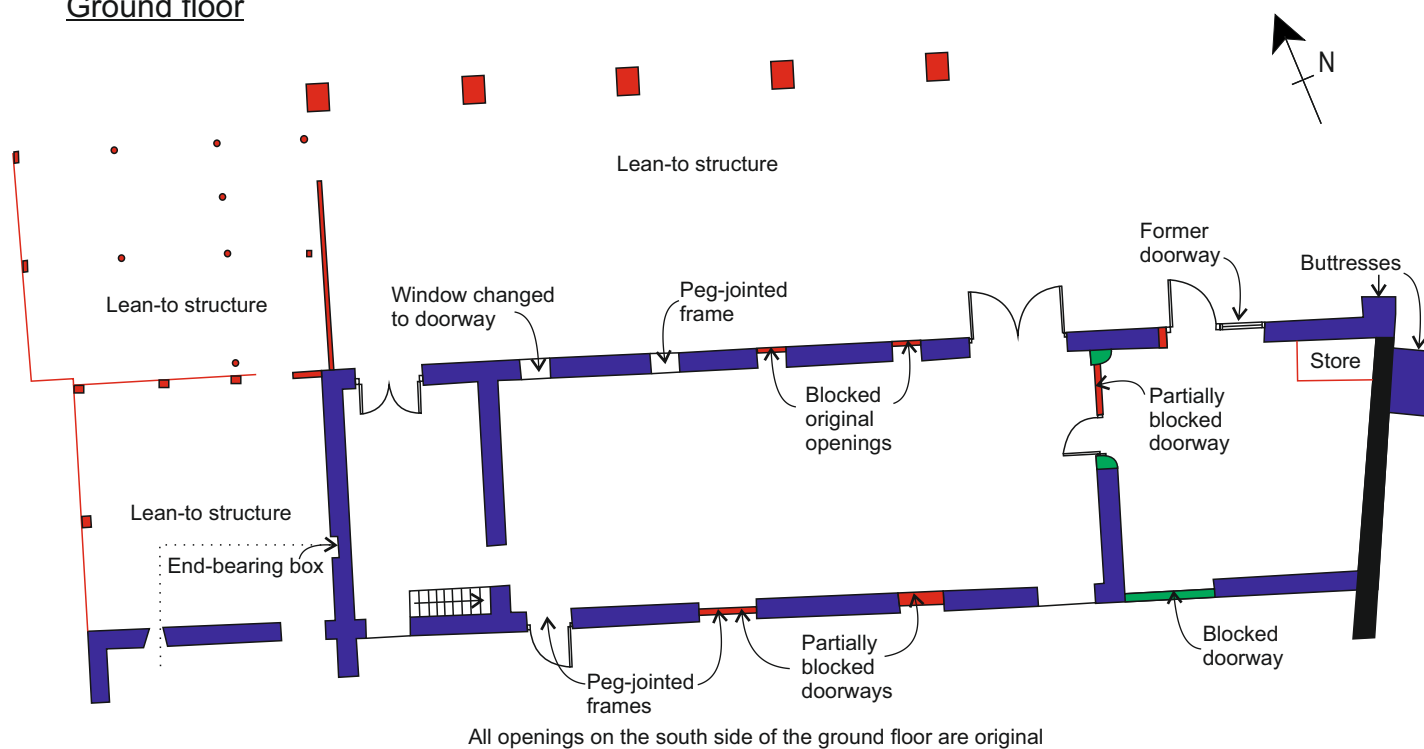 Ground floor
N
Lean-to structure
Former
doorway
Buttresses
Lean-to structure
Window changed
to doorway
Peg-jointed
frame
Store
Blocked
original
openings
Partially
blocked
doorway
Lean-to structure
End-bearing box
Peg-jointed
frames
Partially
blocked
doorways
Blocked
doorway
All openings on the south side of the ground floor are original